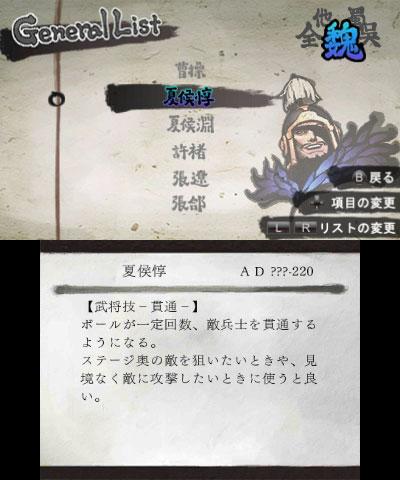 General List
他 蜀
全 魏 呉
曹操
夏侯惇
夏侯淵
許褚
張遼
張郃
B 戻る
項目の変更
L R リストの変更
夏侯惇 A D ???-220
【武将技－貫通－】
ボールが一定回数、敵兵士を貫通する
ようになる。
ステージ奥の敵を狙いたいときや、見
境なく敵に攻撃したいときに使うと良
い。